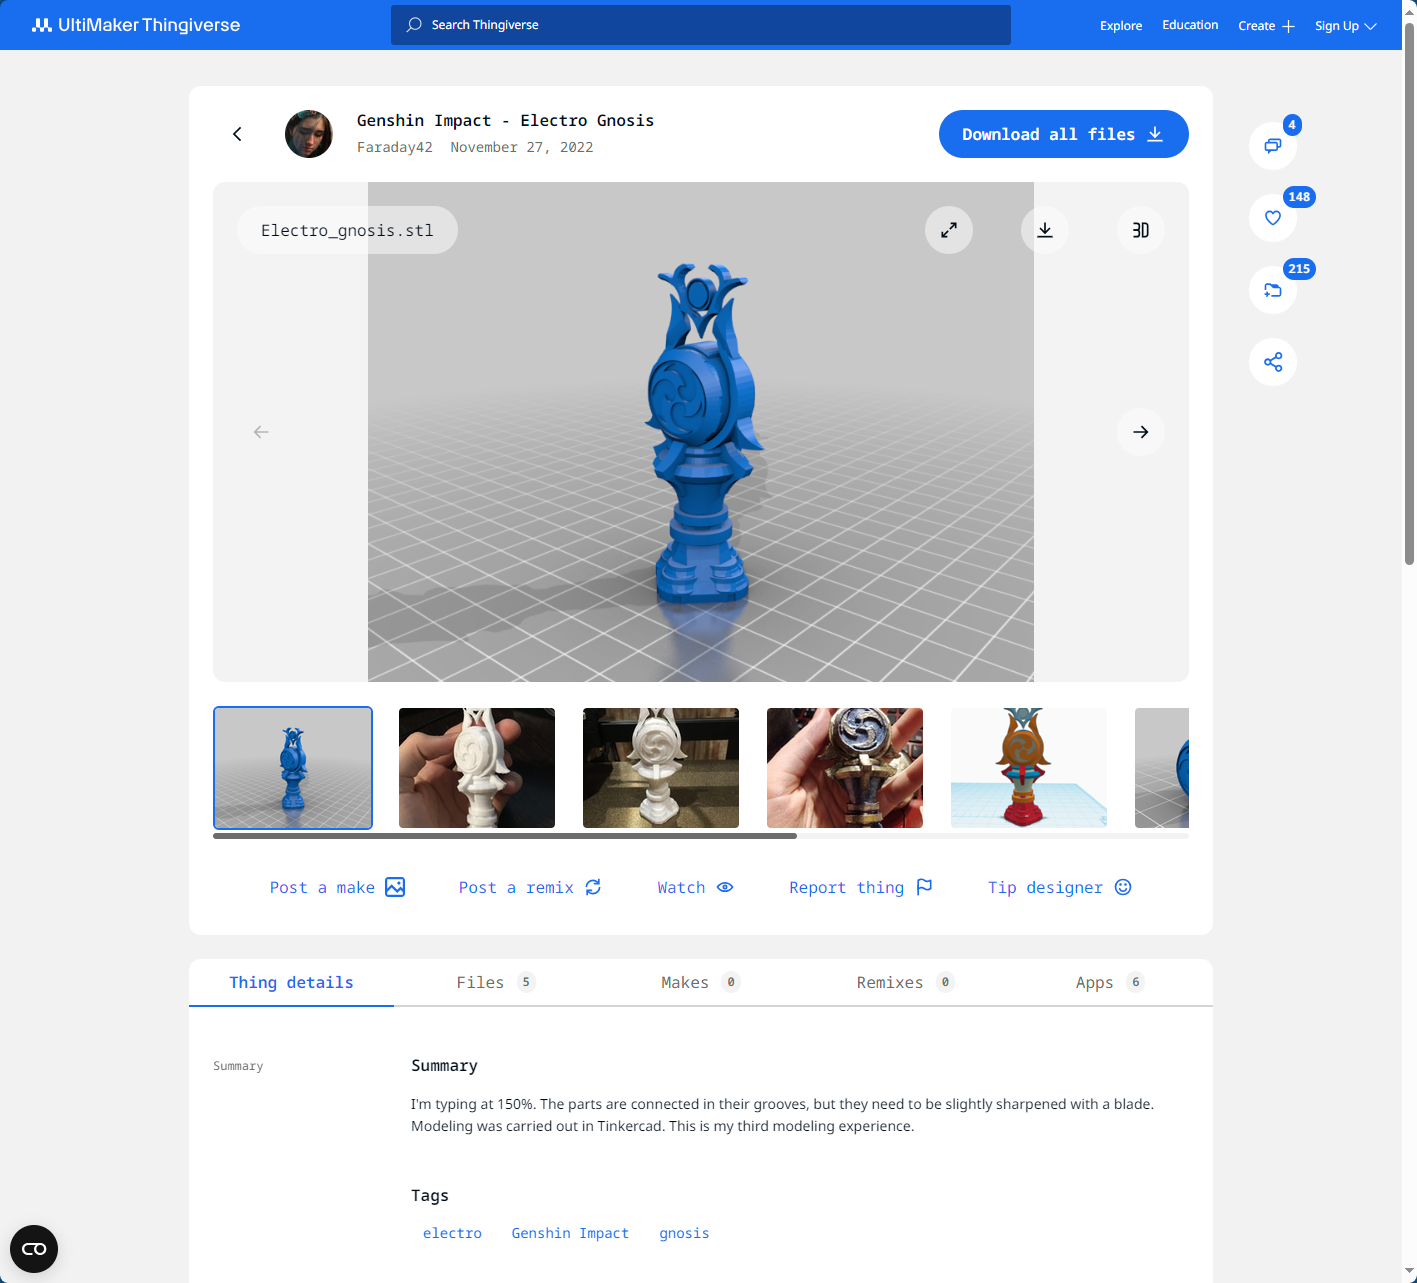 UltiMaker Thingiverse
Search Thingiverse
Explore
Education
Create
Sign Up
Genshin Impact - Electro Gnosis
Faraday42 November 27, 2022
Download all files
4
148
215
Electro_gnosis.stl
3D
Post a make
Post a remix
Watch
Report thing
Tip designer
Thing details
Files 5
Makes 0
Remixes 0
Apps 6
Summary
Summary
I'm typing at 150%. The parts are connected in their grooves, but they need to be slightly sharpened with a blade.
Modeling was carried out in Tinkercad. This is my third modeling experience.
Tags
electro Genshin Impact gnosis